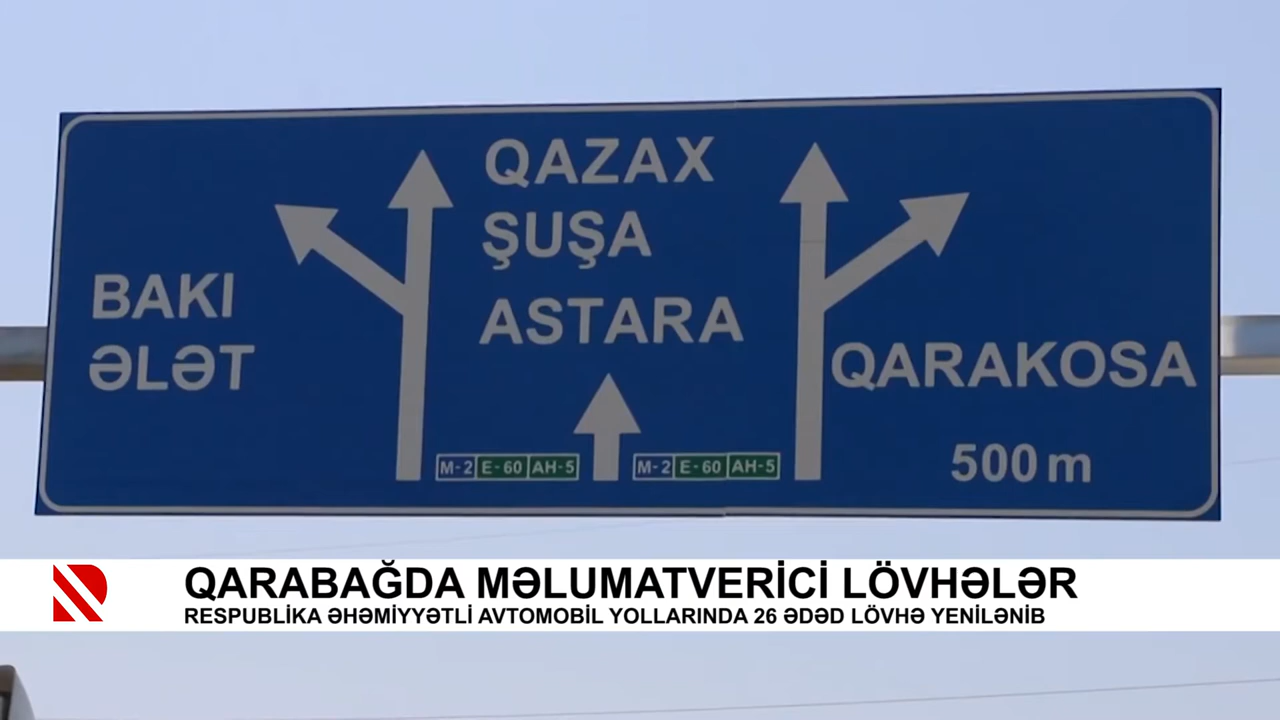 QAZAX
ŞUŞA
ASTARA
BAKI
ƏLƏT
QARAKOSA
500 m
M-2 E-60 AH-5
M-2 E-60 AH-5
QARABAĞDA MƏLUMATVERİCİ LÖVHƏLƏR
RESPUBLİKA ƏHƏMİYYƏTLİ AVTOMOBİL YOLLARINDA 26 ƏDƏD LÖVHƏ YENİLƏNİB